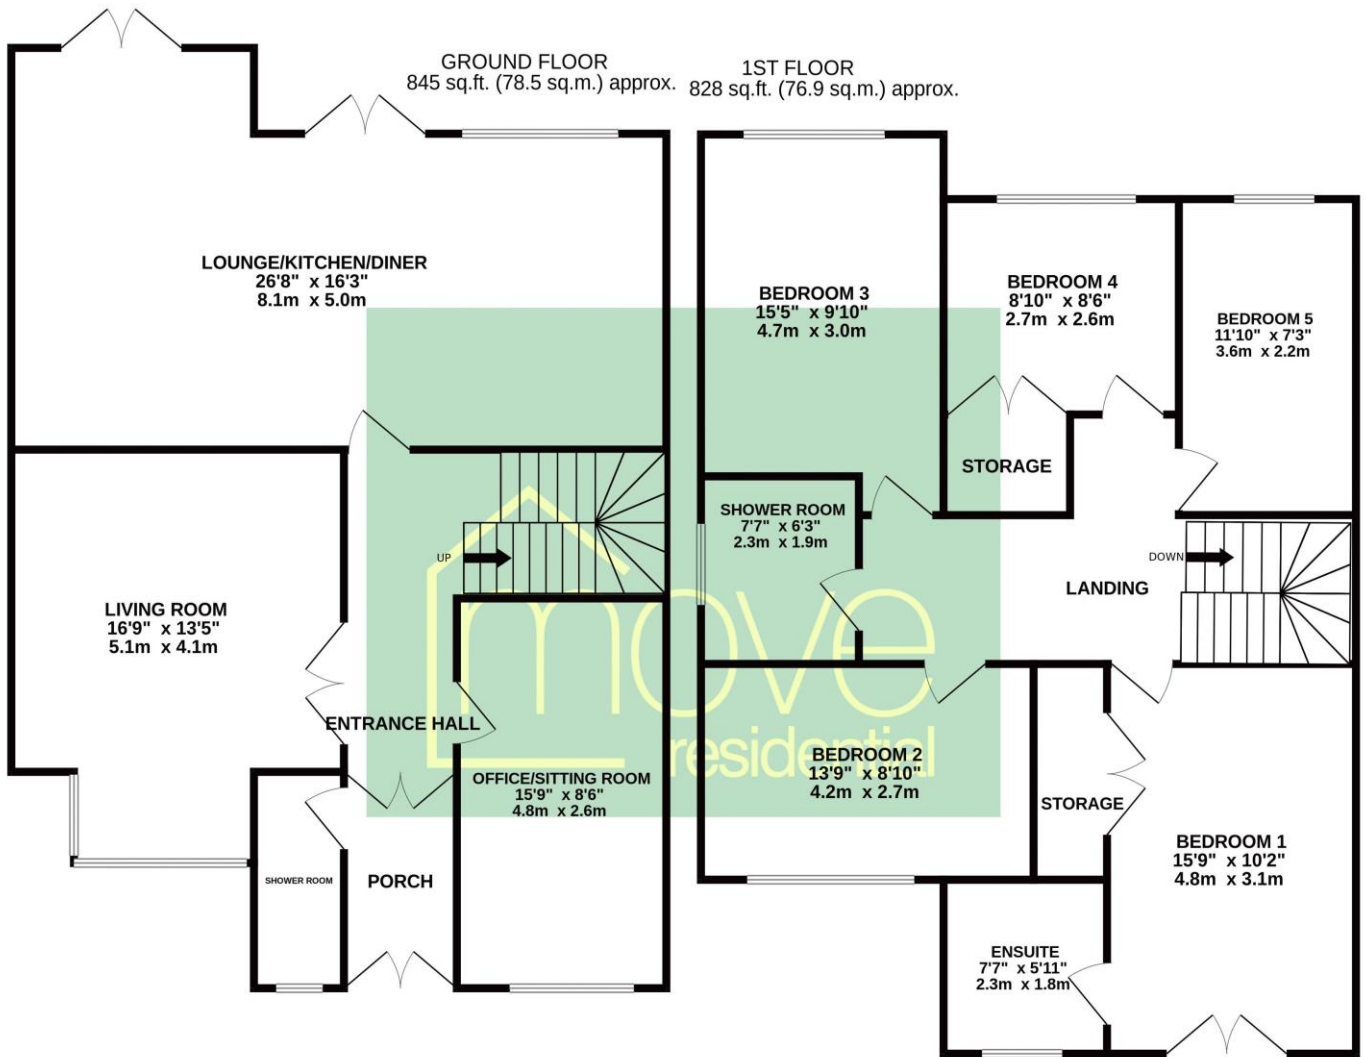 GROUND FLOOR
845 sq.ft. (78.5 sq.m.) approx.
LOUNGE/KITCHEN/DINER
26'8" x 16'3"
8.1m x 5.0m
UP
LIVING ROOM
16'9" x 13'5"
5.1m x 4.1m
ENTRANCE HALL
OFFICE/SITTING ROOM
15'9" x 8'6"
4.8m x 2.6m
SHOWER ROOM
PORCH
1ST FLOOR
828 sq.ft. (76.9 sq.m.) approx.
BEDROOM 3
15'5" x 9'10"
4.7m x 3.0m
BEDROOM 4
8'10" x 8'6"
2.7m x 2.6m
BEDROOM 5
11'10" x 7'3"
3.6m x 2.2m
STORAGE
SHOWER ROOM
7'7" x 6'3"
2.3m x 1.9m
DOWN
LANDING
BEDROOM 2
13'9" x 8'10"
4.2m x 2.7m
STORAGE
BEDROOM 1
15'9" x 10'2"
4.8m x 3.1m
ENSUITE
7'7" x 5'11"
2.3m x 1.8m
move
residential